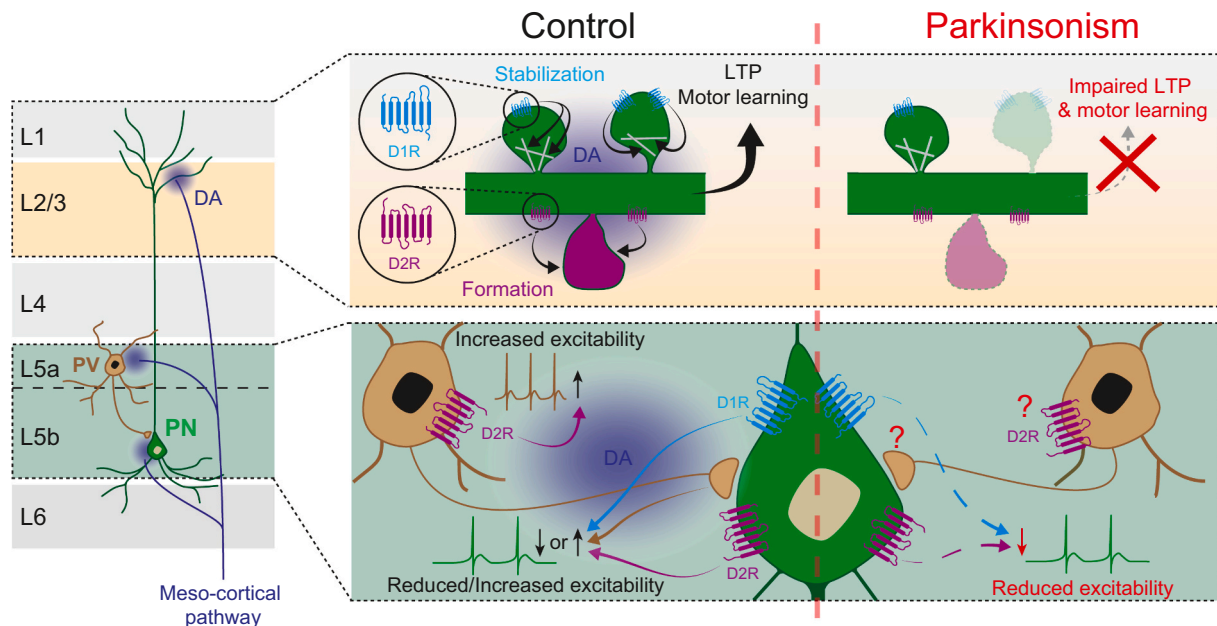 Control
Parkinsonism
L1
L2/3
L4
L5a
L5b
L6
DA
PV
PN
Meso-cortical
pathway
Stabilization
D1R
DA
D2R
Formation
LTP
Motor learning
Impaired LTP
& motor learning
Increased excitability
D2R
DA
D1R
D2R
or
Reduced/Increased excitability
?
?
D2R
Reduced excitability